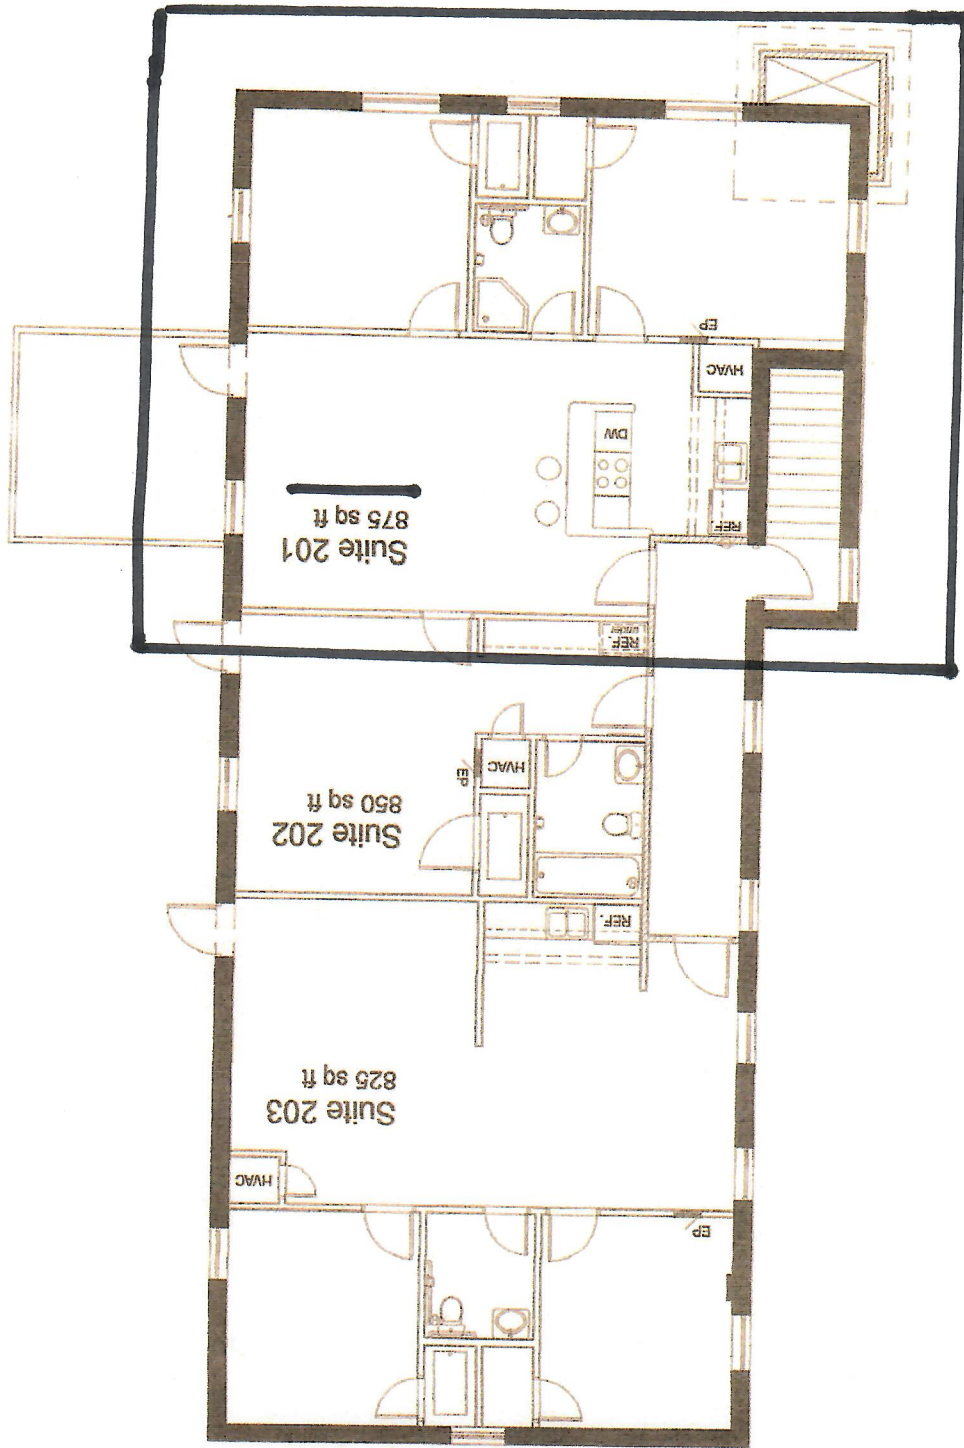 EP
HVAC
Suite 203
825 sq ft
REF.
Suite 202
850 sq ft
HVAC
EP
REF.
Suite 201
875 sq ft
REF.
DW
HVAC
EP